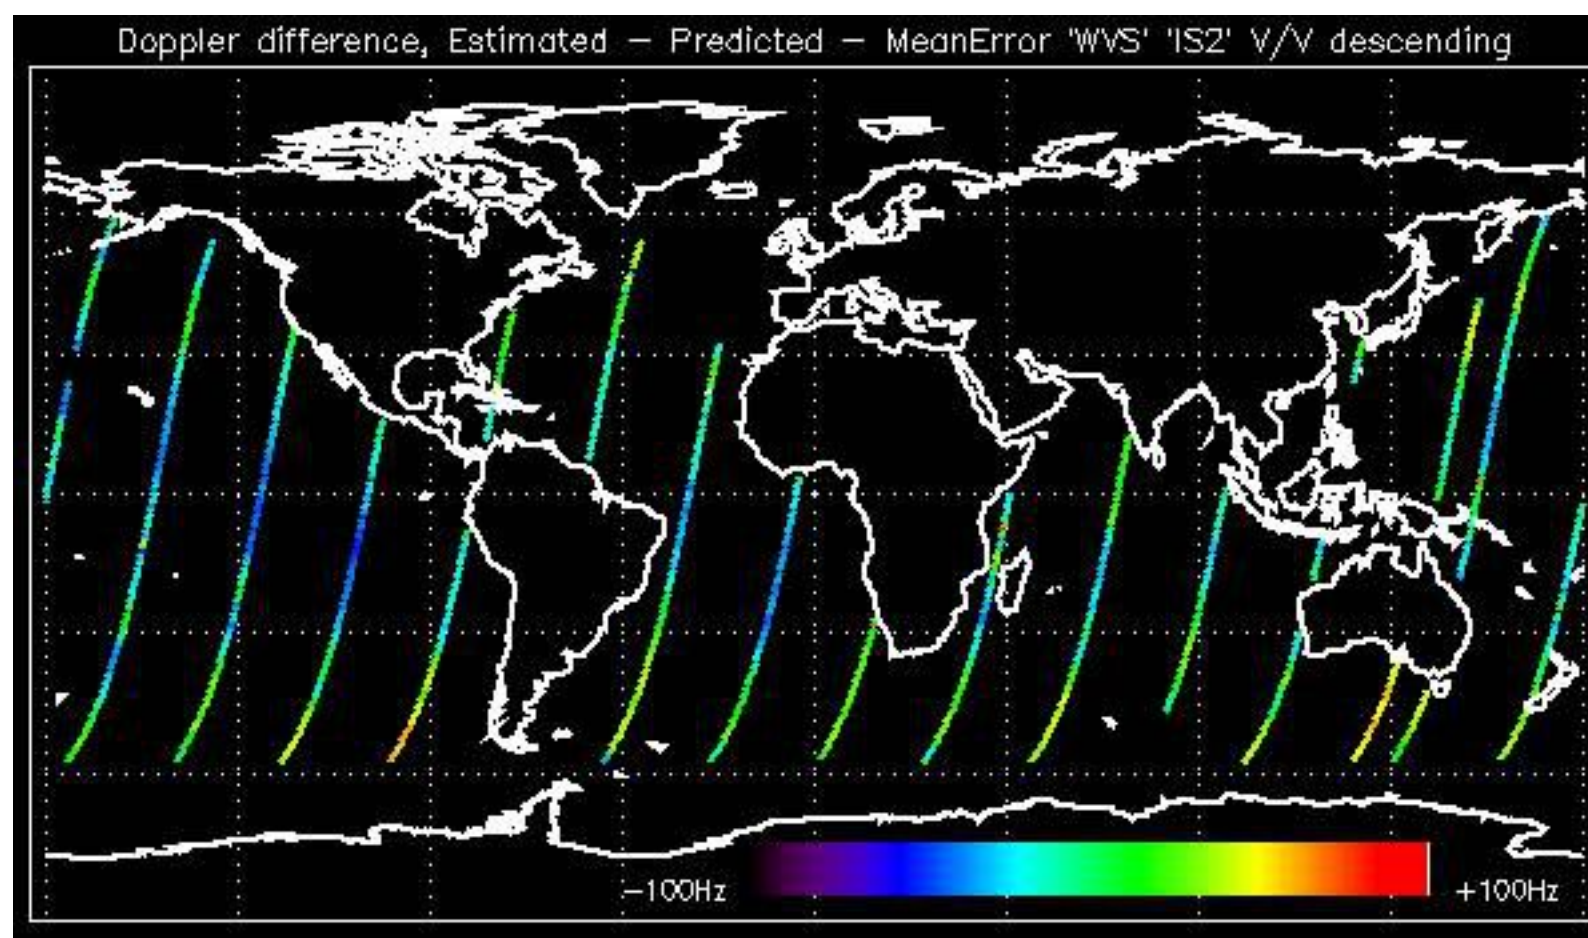 Doppler difference, Estimated – Predicted – MeanError 'WVS' 'IS2' V/V descending
–100Hz +100Hz